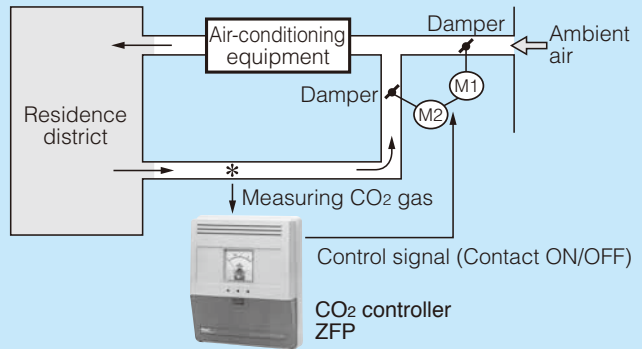 Damper
Air-conditioning
equipment
Ambient
air
M1
Damper
M2
Residence
district
*
Measuring CO2 gas
Control signal (Contact ON/OFF)
CO2 controller
ZFP